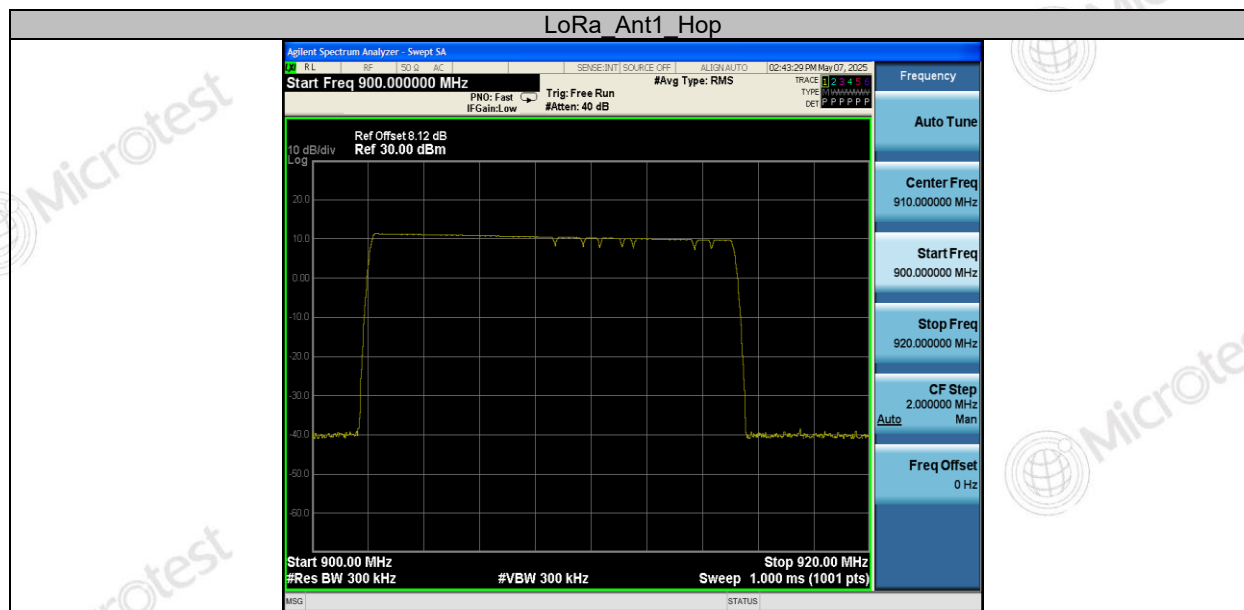 LoRa_Ant1_Hop
Agilent Spectrum Analyzer - Swept SA
RL RF 50 Ω AC SENSE:INT SOURCE OFF ALIGN AUTO 02:43:29 PM May 07, 2025
Start Freq 900.000000 MHz
PNO: Fast
IFGain:Low
Trig: Free Run
#Atten: 40 dB
#Avg Type: RMS
TRACE 1 2 3 4 5 6
TYPE MWWWWW
DET P P P P P P
Ref Offset 8.12 dB
10 dB/div Ref 30.00 dBm
Log
20.0
10.0
0.00
-10.0
-20.0
-30.0
-40.0
-50.0
-60.0
Start 900.00 MHz Stop 920.00 MHz
#Res BW 300 kHz #VBW 300 kHz Sweep 1.000 ms (1001 pts)
MSG STATUS
Frequency
Auto Tune
Center Freq
910.000000 MHz
Start Freq
900.000000 MHz
Stop Freq
920.000000 MHz
CF Step
2.000000 MHz
Auto Man
Freq Offset
0 Hz
Microtest
Microtest